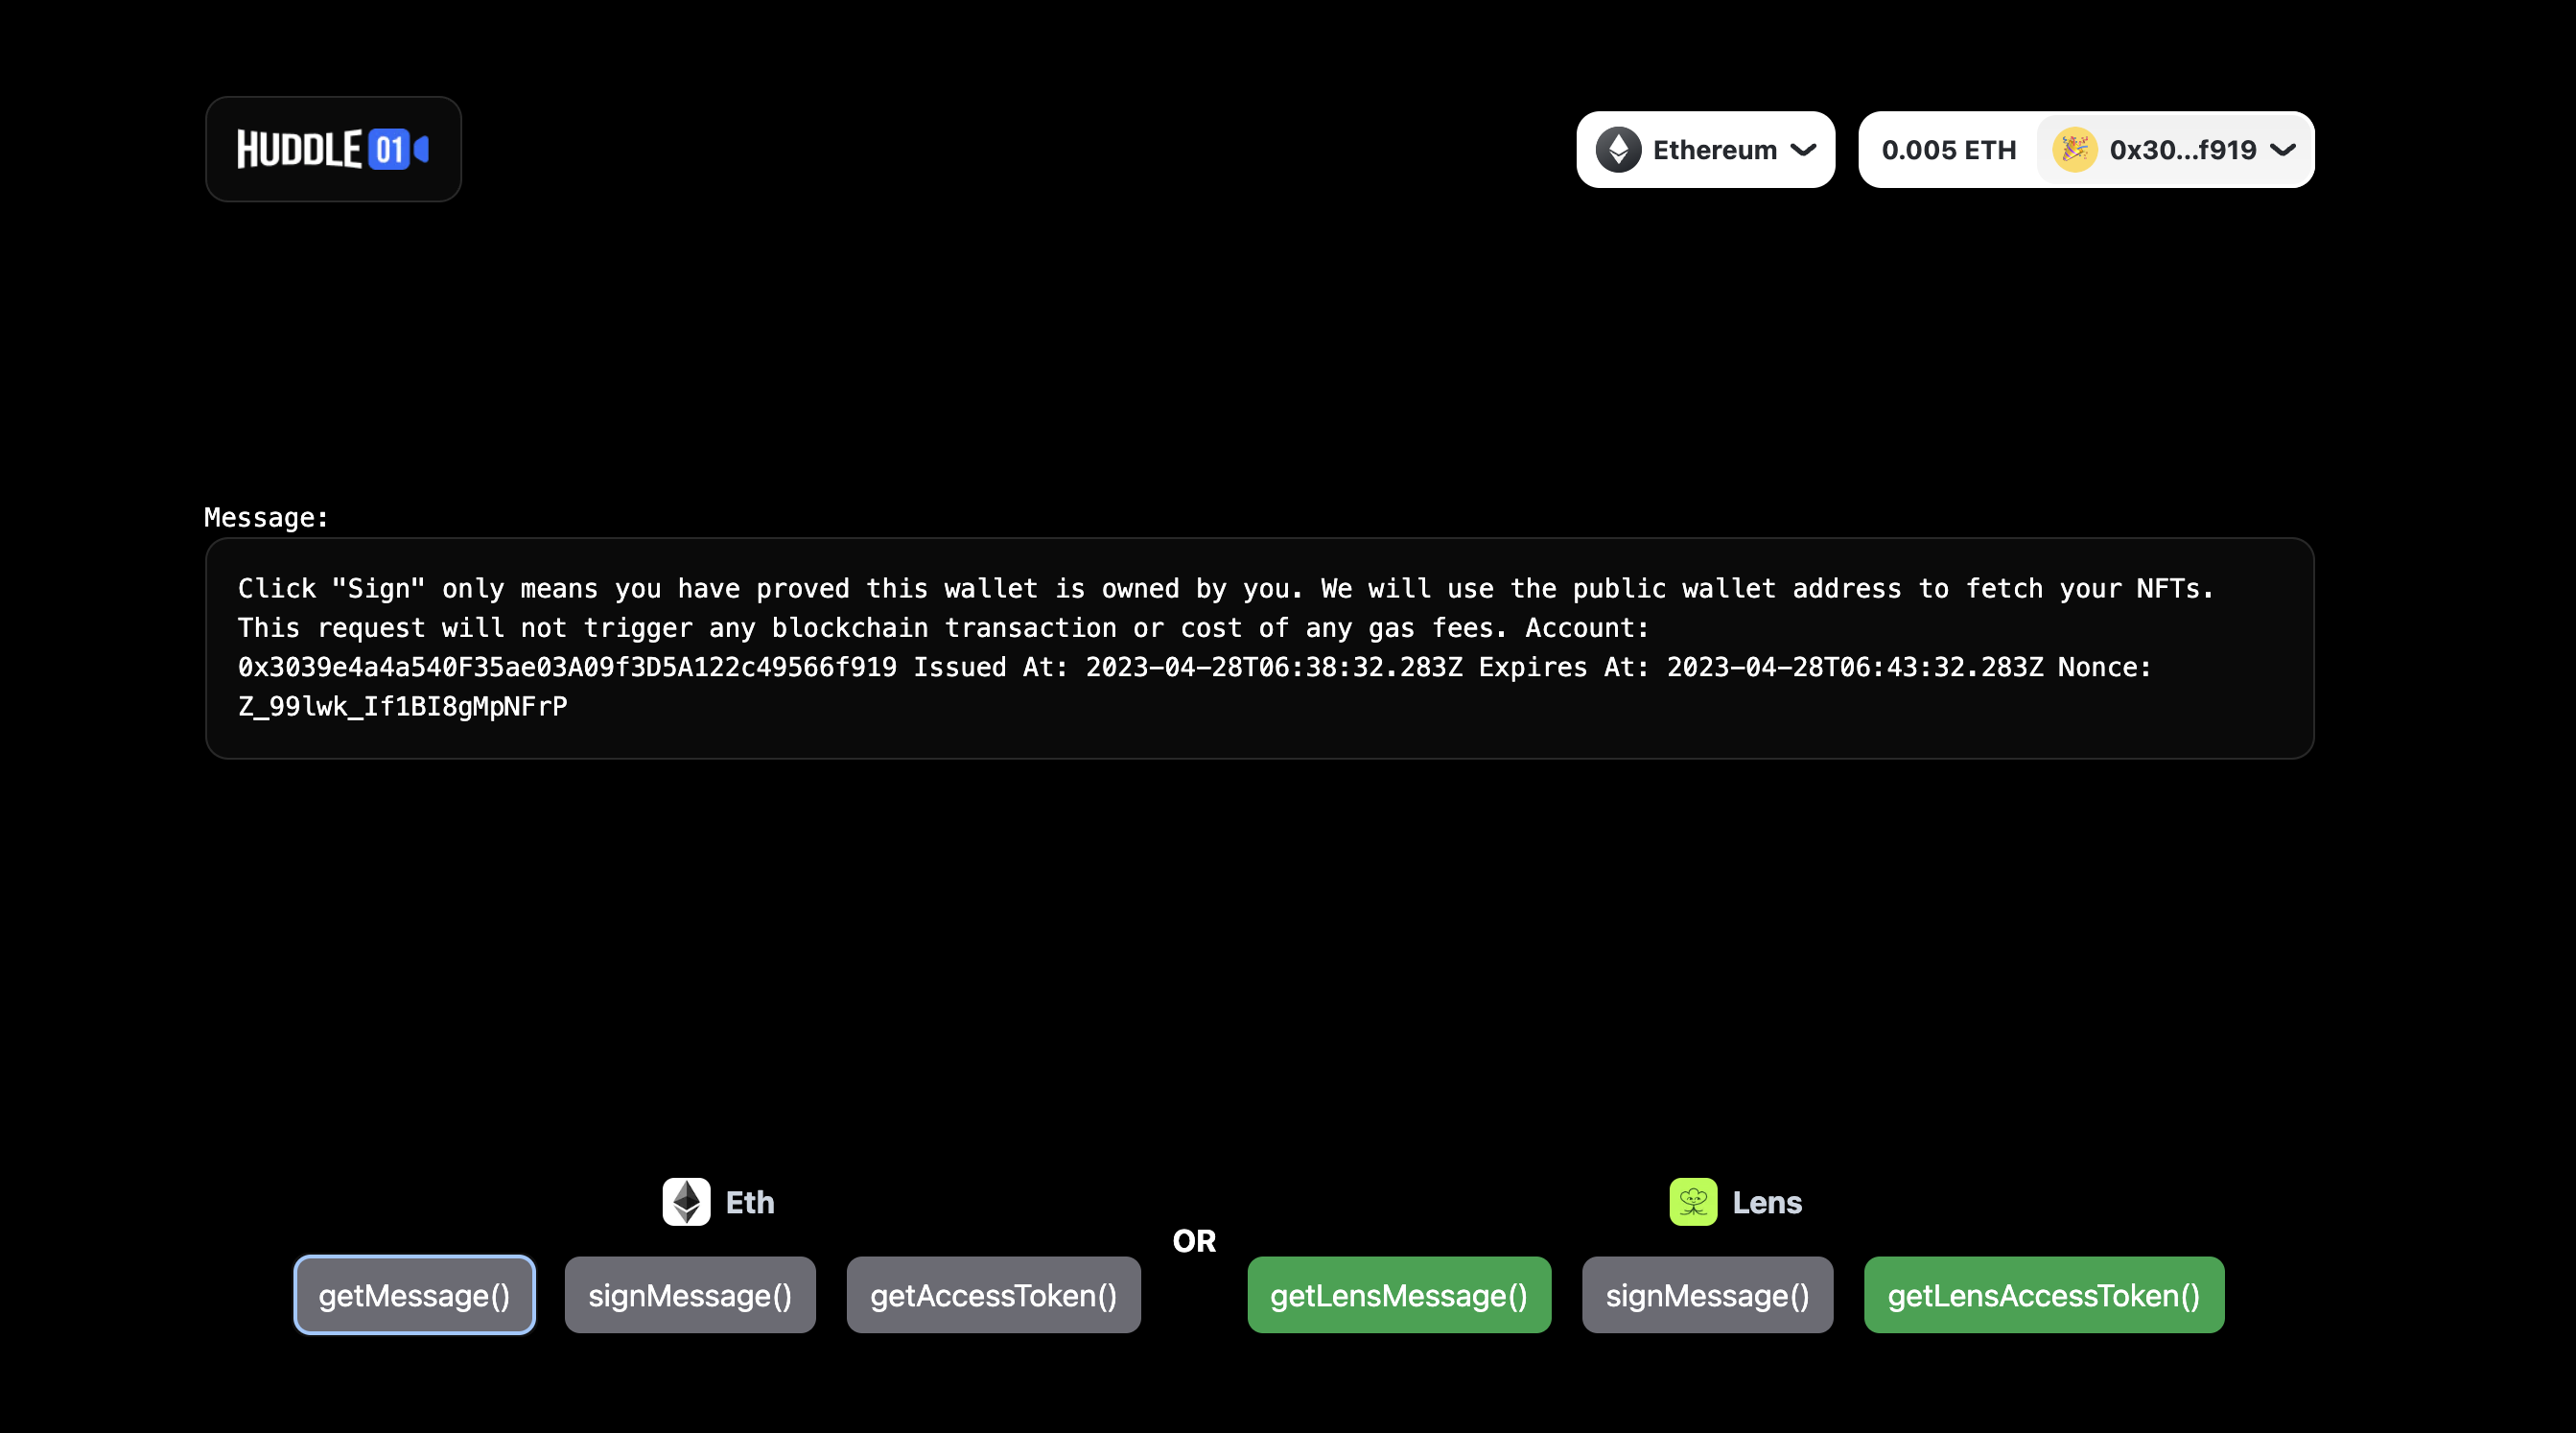 HUDDLE 01
Ethereum
0.005 ETH
0x30...f919
Message:
Click "Sign" only means you have proved this wallet is owned by you. We will use the public wallet address to fetch your NFTs.
This request will not trigger any blockchain transaction or cost of any gas fees. Account:
0x3039e4a4a540F35ae03A09f3D5A122c49566f919 Issued At: 2023-04-28T06:38:32.283Z Expires At: 2023-04-28T06:43:32.283Z Nonce:
Z_99lwk_If1BI8gMpNFrP
Eth
getMessage()
signMessage()
getAccessToken()
OR
Lens
getLensMessage()
signMessage()
getLensAccessToken()